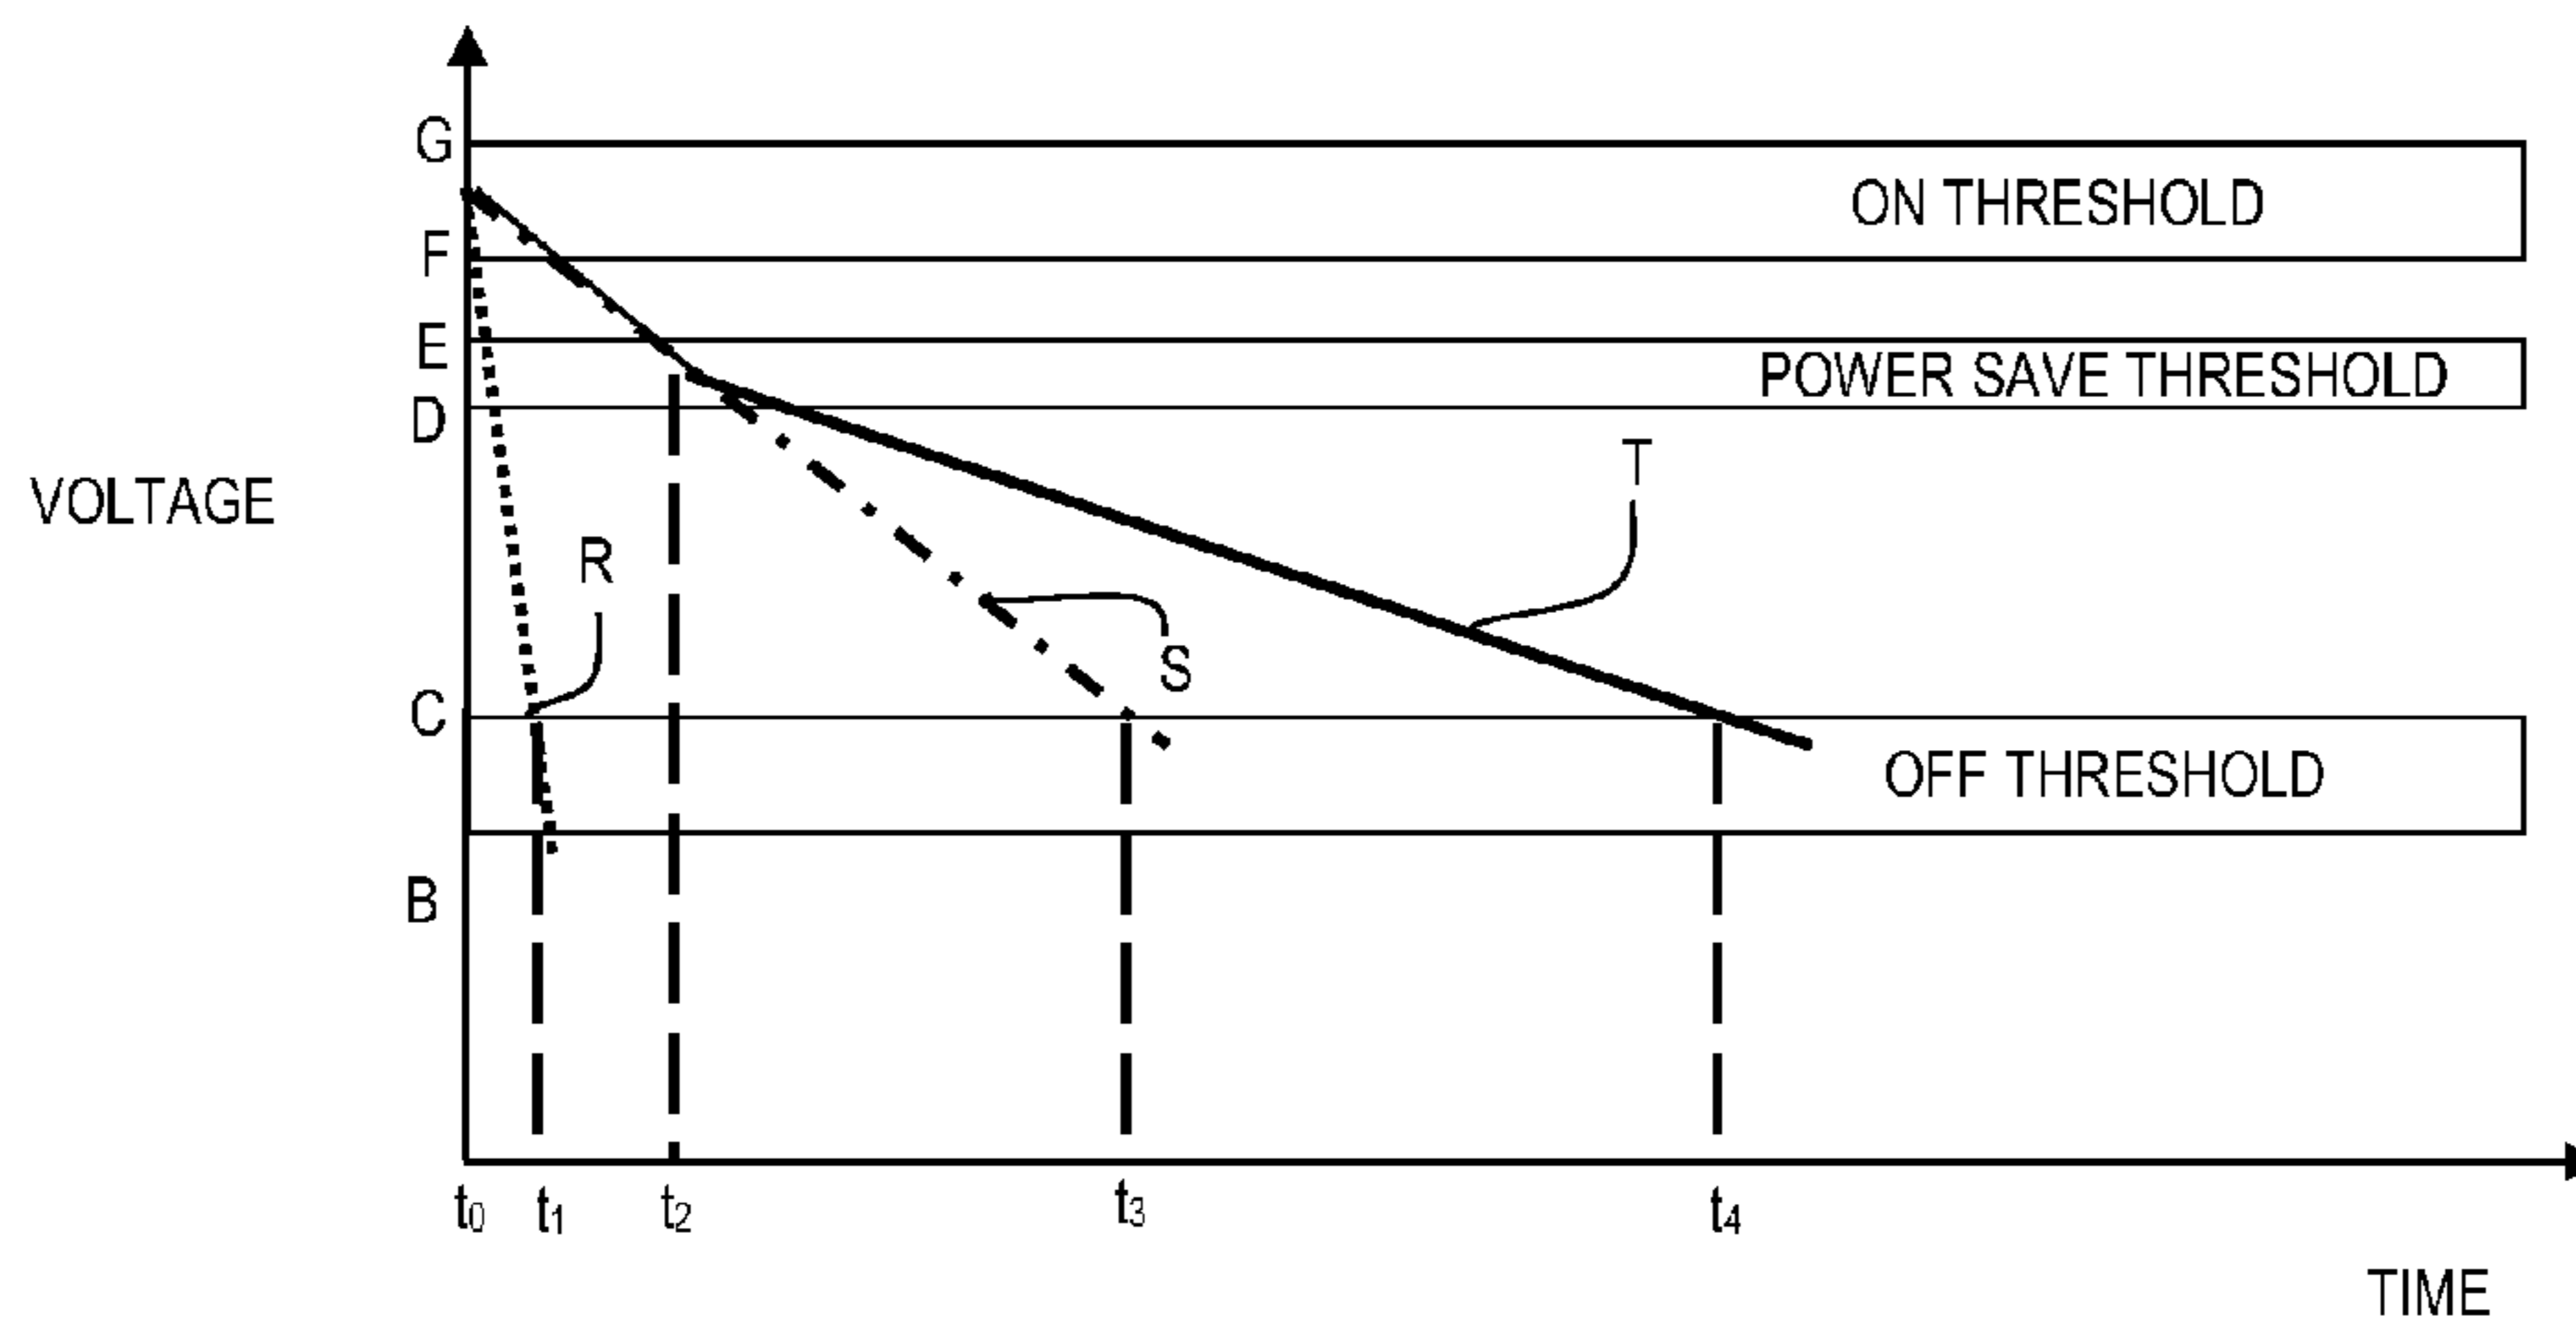 G
ON THRESHOLD
F
E
POWER SAVE THRESHOLD
D
T
VOLTAGE
R
S
C
OFF THRESHOLD
B
t0 t1 t2 t3 t4
TIME